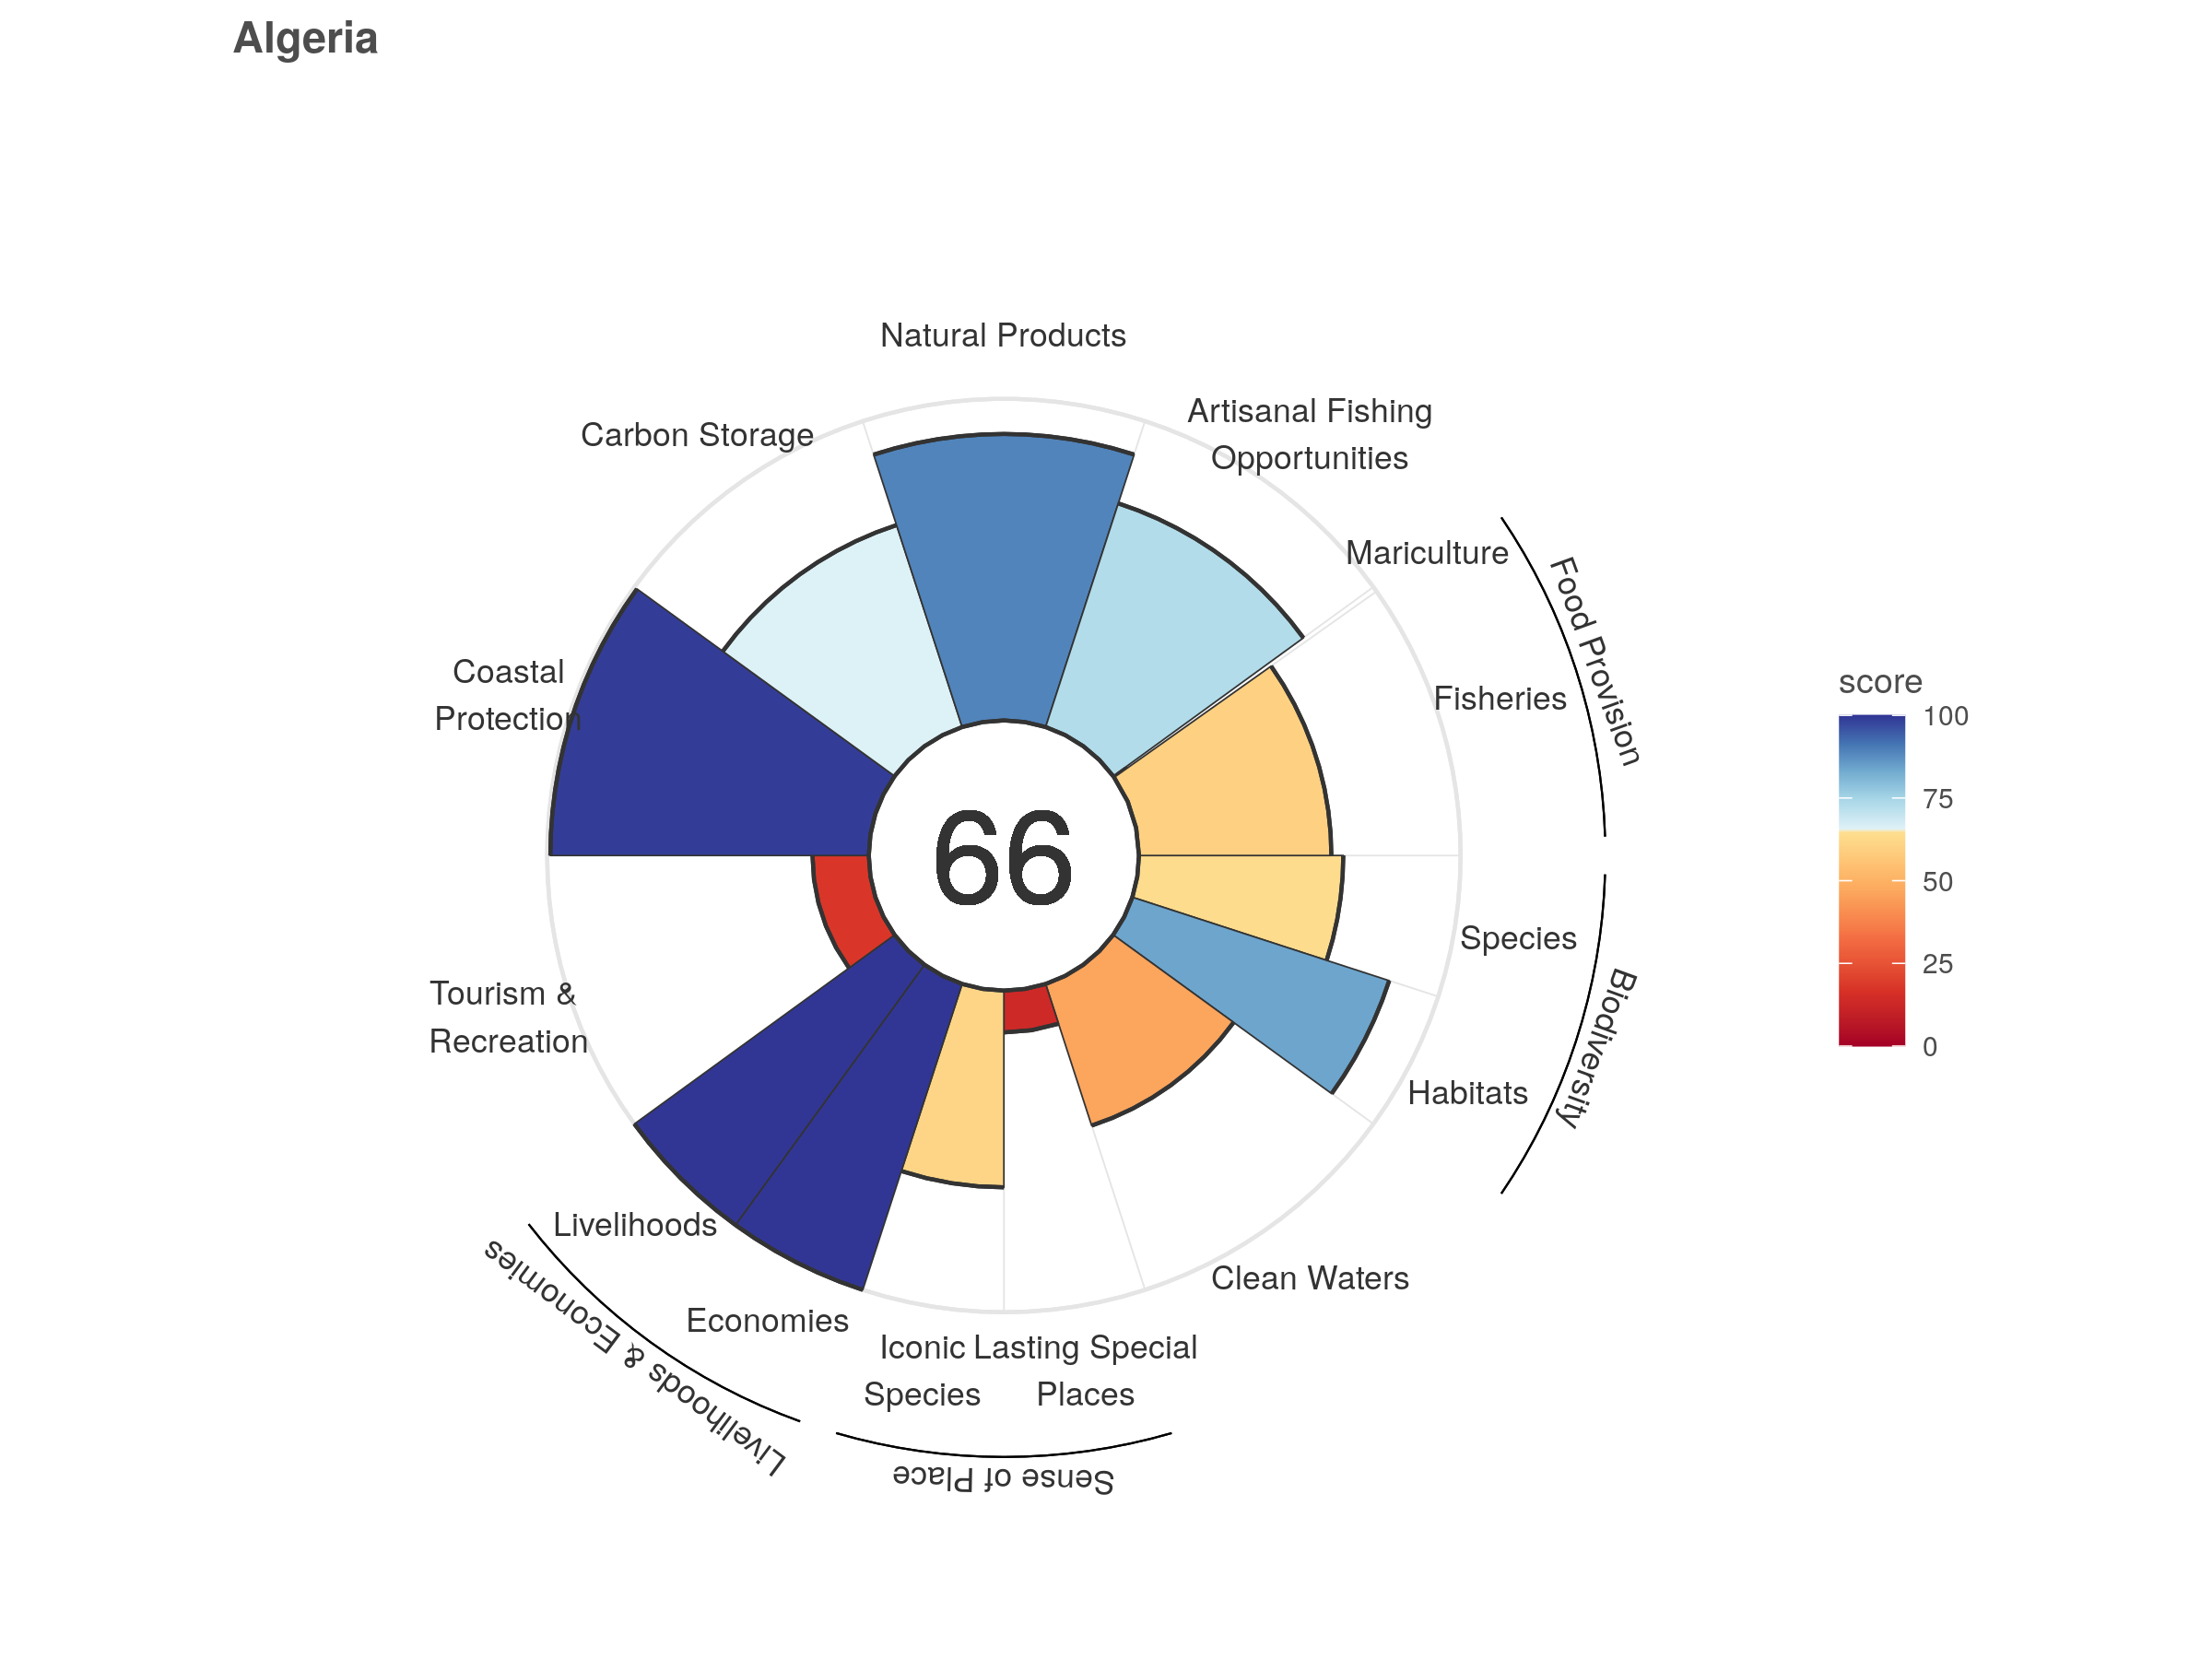 Algeria
Natural Products
Artisanal Fishing
Opportunities
Carbon Storage
Mariculture
Food Provision
Fisheries
Coastal
Protection
score
100
75
50
25
0
66
Species
Biodiversity
Tourism &
Recreation
Habitats
Livelihoods
Clean Waters
Economies
Livelihoods & Economies
Iconic
Species
Lasting Special
Places
Sense of Place